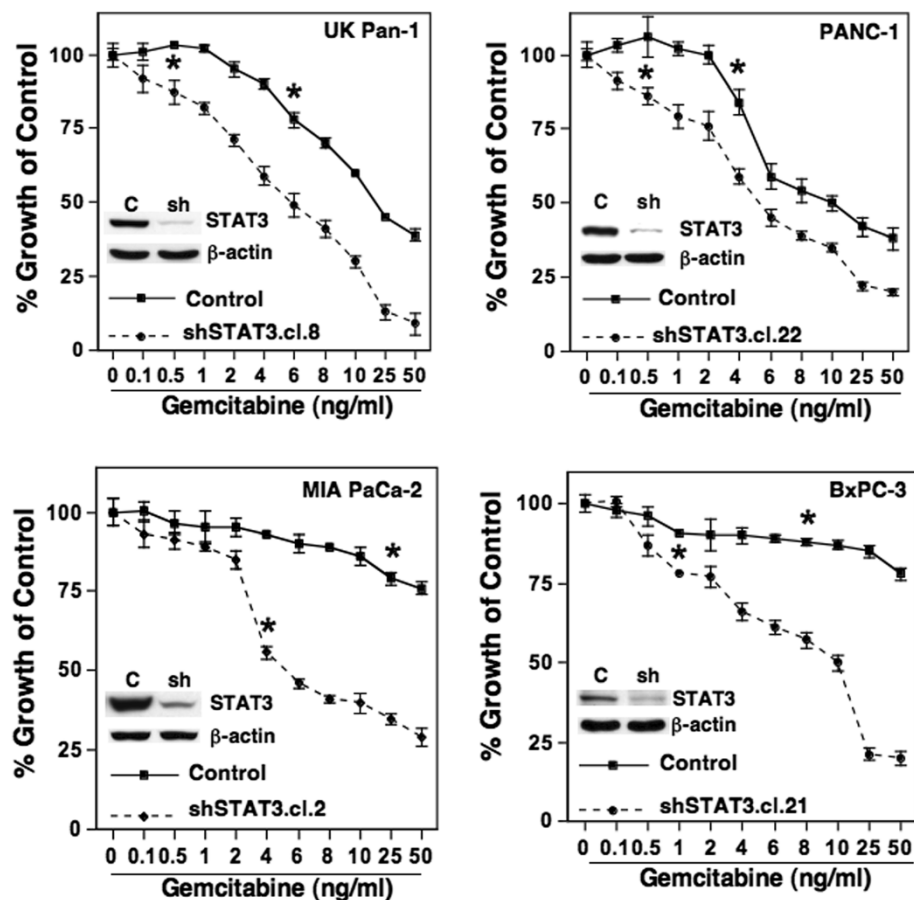 UK Pan-1
% Growth of Control
100
75
50
25
0
C sh
STAT3
β-actin
Control
shSTAT3.cl.8
0 0.1 0.5 1 2 4 6 8 10 25 50
Gemcitabine (ng/ml)
PANC-1
% Growth of Control
100
75
50
25
0
C sh
STAT3
β-actin
Control
shSTAT3.cl.22
0 0.1 0.5 1 2 4 6 8 10 25 50
Gemcitabine (ng/ml)
MIA PaCa-2
% Growth of Control
100
75
50
25
0
C sh
STAT3
β-actin
Control
shSTAT3.cl.2
0 0.1 0.5 1 2 4 6 8 10 25 50
Gemcitabine (ng/ml)
BxPC-3
% Growth of Control
100
75
50
25
0
C sh
STAT3
β-actin
Control
shSTAT3.cl.21
0 0.1 0.5 1 2 4 6 8 10 25 50
Gemcitabine (ng/ml)